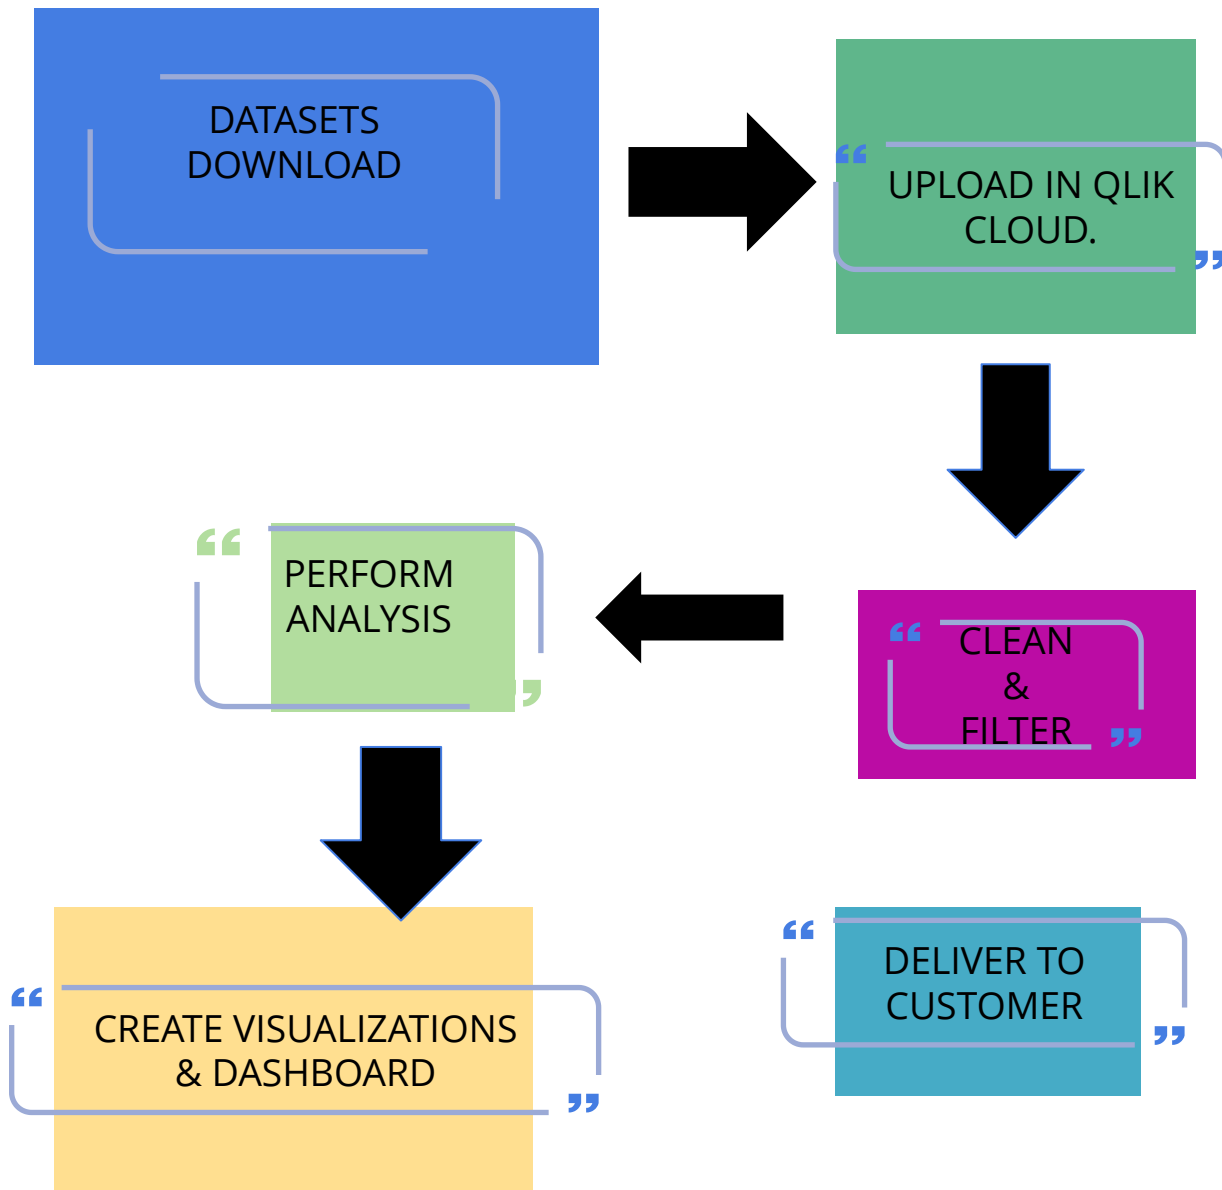 DATASETS
DOWNLOAD
“ UPLOAD IN QLIK
CLOUD. ”
“ CLEAN
&
FILTER ”
“ PERFORM
ANALYSIS ”
“ CREATE VISUALIZATIONS
& DASHBOARD ”
“ DELIVER TO
CUSTOMER ”